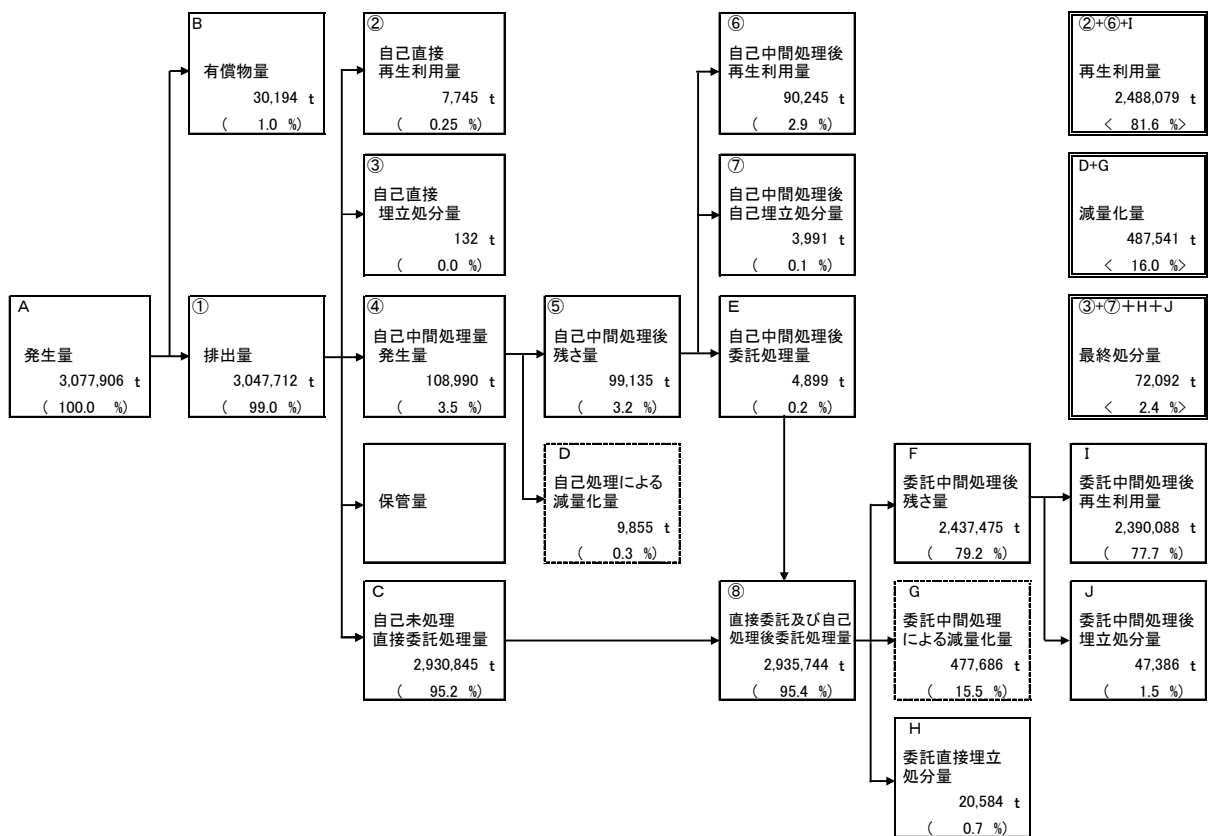 B
有償物量
30,194 t
( 1.0 %)
②
自己直接
再生利用量
7,745 t
( 0.25 %)
⑥
自己中間処理後
再生利用量
90,245 t
( 2.9 %)
②+⑥+I
再生利用量
2,488,079 t
< 81.6 %>
③
自己直接
埋立処分量
132 t
( 0.0 %)
⑦
自己中間処理後
自己埋立処分量
3,991 t
( 0.1 %)
D+G
減量化量
487,541 t
< 16.0 %>
A
発生量
3,077,906 t
( 100.0 %)
①
排出量
3,047,712 t
( 99.0 %)
④
自己中間処理量
発生量
108,990 t
( 3.5 %)
⑤
自己中間処理後
残さ量
99,135 t
( 3.2 %)
E
自己中間処理後
委託処理量
4,899 t
( 0.2 %)
③+⑦+H+J
最終処分量
72,092 t
< 2.4 %>
保管量
D
自己処理による
減量化量
9,855 t
( 0.3 %)
F
委託中間処理後
残さ量
2,437,475 t
( 79.2 %)
I
委託中間処理後
再生利用量
2,390,088 t
( 77.7 %)
C
自己未処理
直接委託処理量
2,930,845 t
( 95.2 %)
⑧
直接委託及び自己
処理後委託処理量
2,935,744 t
( 95.4 %)
G
委託中間処理
による減量化量
477,686 t
( 15.5 %)
J
委託中間処理後
埋立処分量
47,386 t
( 1.5 %)
H
委託直接埋立
処分量
20,584 t
( 0.7 %)